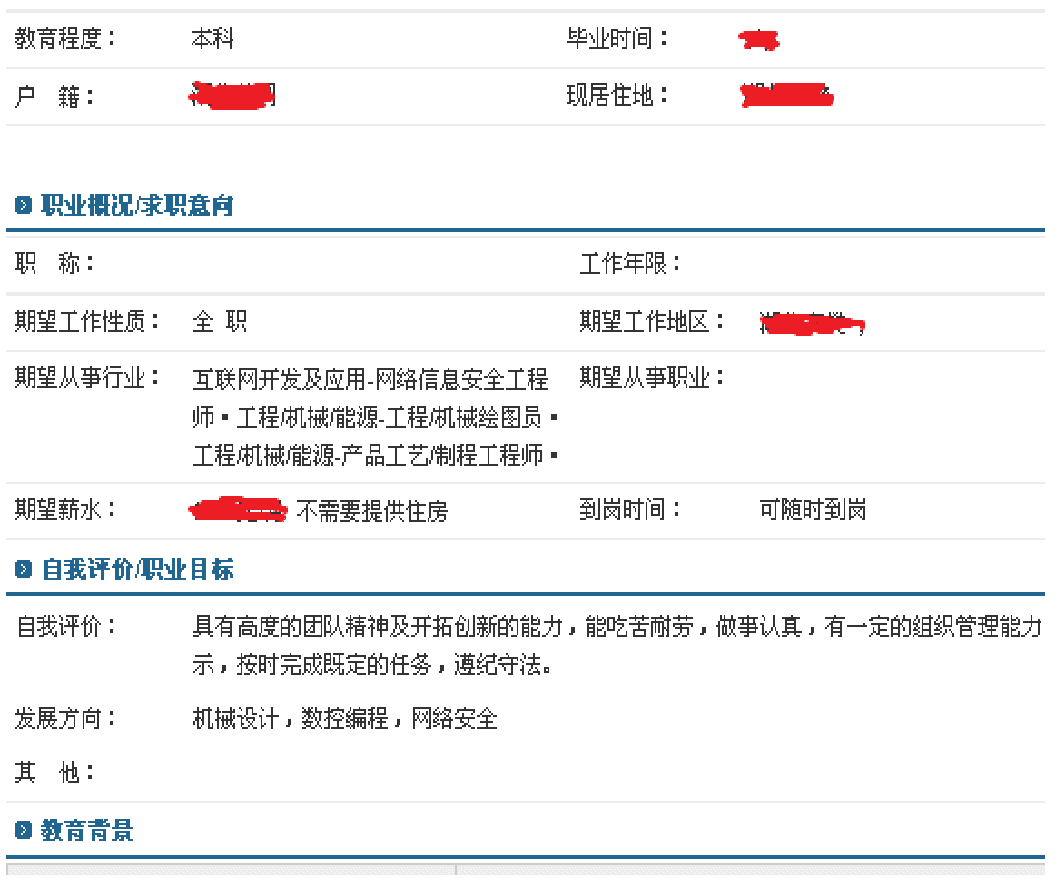 教育程度： 本科 毕业时间：
户 籍： 现居住地：
职业概况/求职意向
职 称： 工作年限：
期望工作性质： 全 职 期望工作地区：
期望从事行业： 互联网开发及应用-网络信息安全工程 期望从事职业：
师▪工程/机械/能源-工程/机械绘图员▪
工程/机械/能源-产品工艺/制程工程师▪
期望薪水： 不需要提供住房 到岗时间： 可随时到岗
自我评价/职业目标
自我评价： 具有高度的团队精神及开拓创新的能力，能吃苦耐劳，做事认真，有一定的组织管理能力
示，按时完成既定的任务，遵纪守法。
发展方向： 机械设计，数控编程，网络安全
其 他：
教育背景